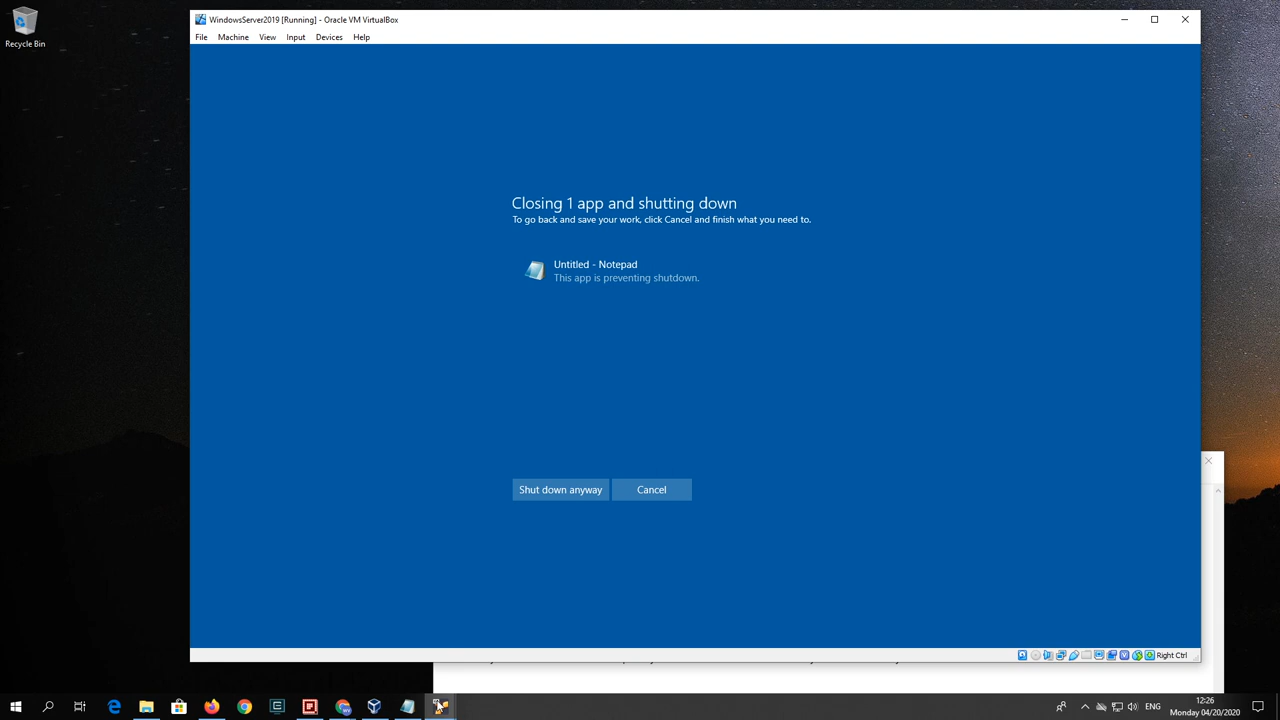 WindowsServer2019 [Running] - Oracle VM VirtualBox
File Machine View Input Devices Help
Recycle Bin
Closing 1 app and shutting down
To go back and save your work, click Cancel and finish what you need to.
Untitled - Notepad
This app is preventing shutdown.
Shut down anyway
Cancel
Right Ctrl
ENG
12:26
Monday 04/20/2020